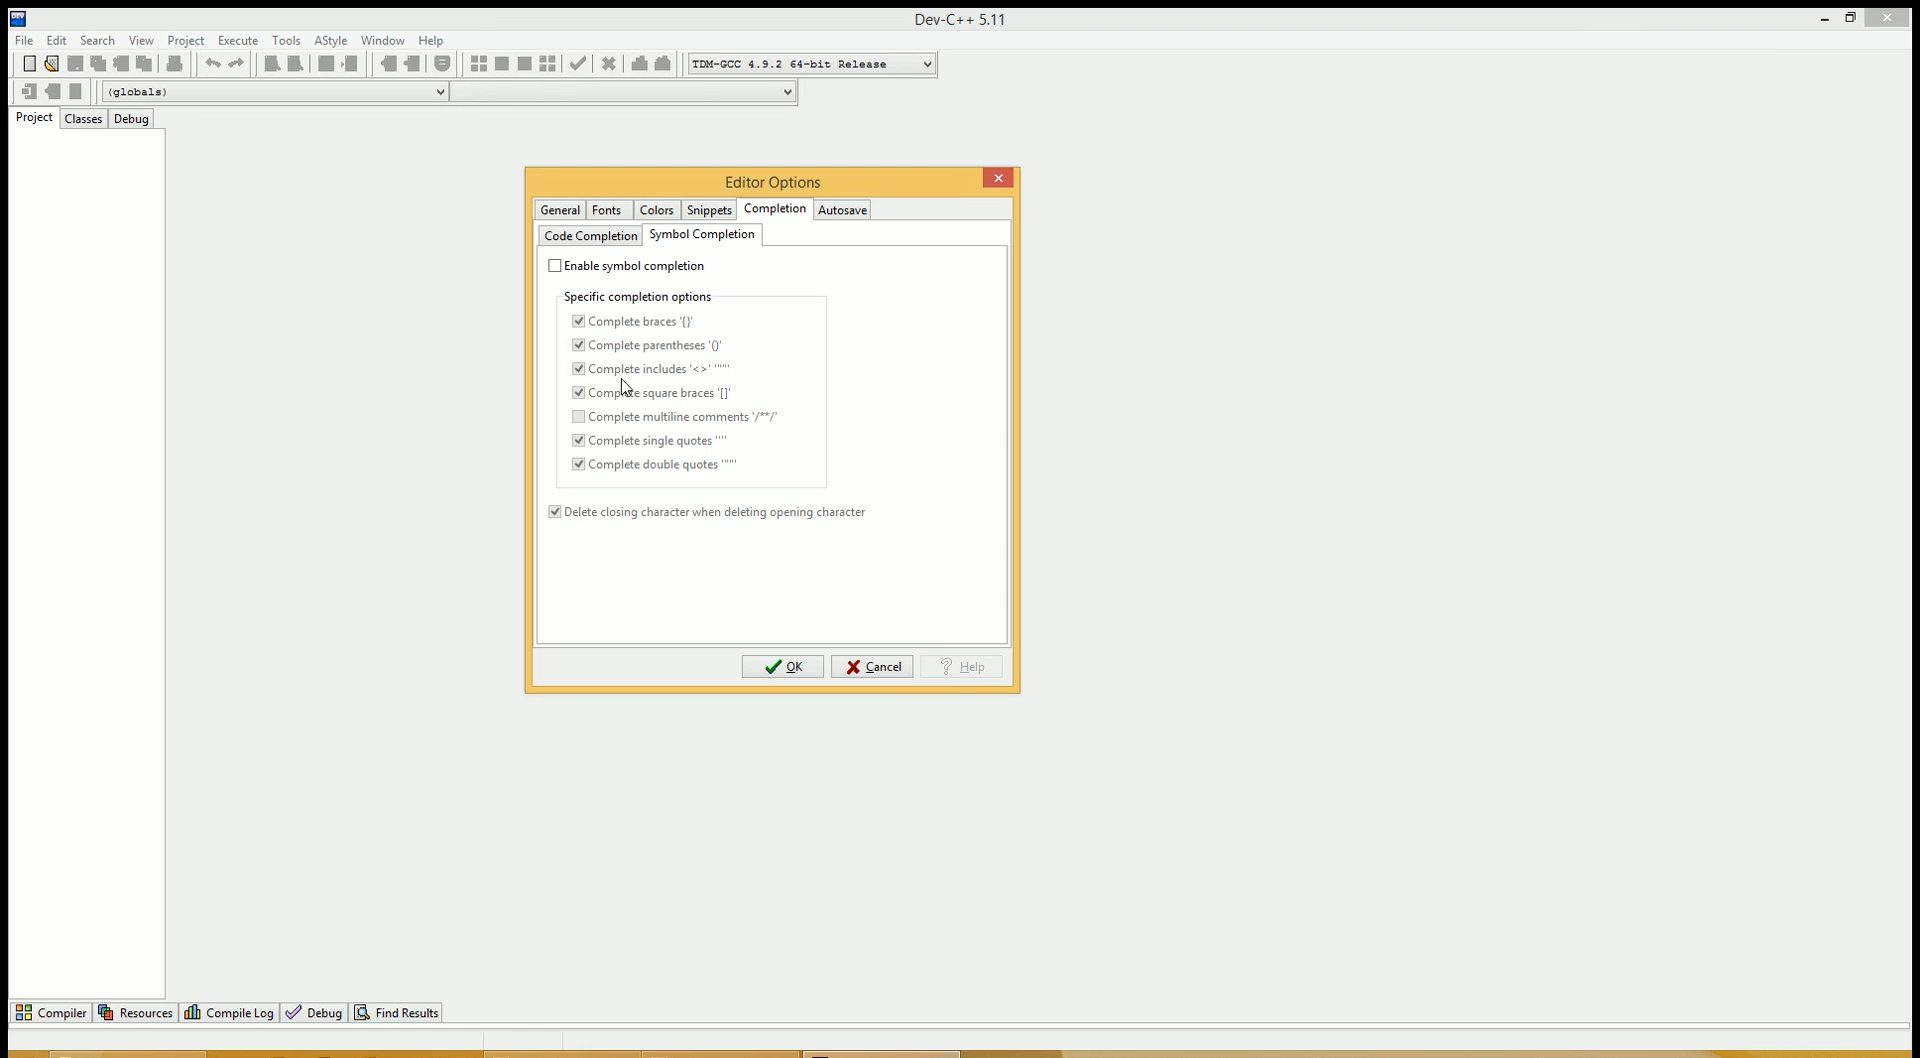 Dev-C++ 5.11
File Edit Search View Project Execute Tools AStyle Window Help
TDM-GCC 4.9.2 64-bit Release
(globals)
Project Classes Debug
Editor Options
General Fonts Colors Snippets Completion Autosave
Code Completion Symbol Completion
Enable symbol completion
Specific completion options
Complete braces '{}'
Complete parentheses '()'
Complete includes '<>' '""'
Complete square braces '[]'
Complete multiline comments '/**/'
Complete single quotes ''''
Complete double quotes '""'
Delete closing character when deleting opening character
OK Cancel ? Help
Compiler Resources Compile Log Debug Find Results